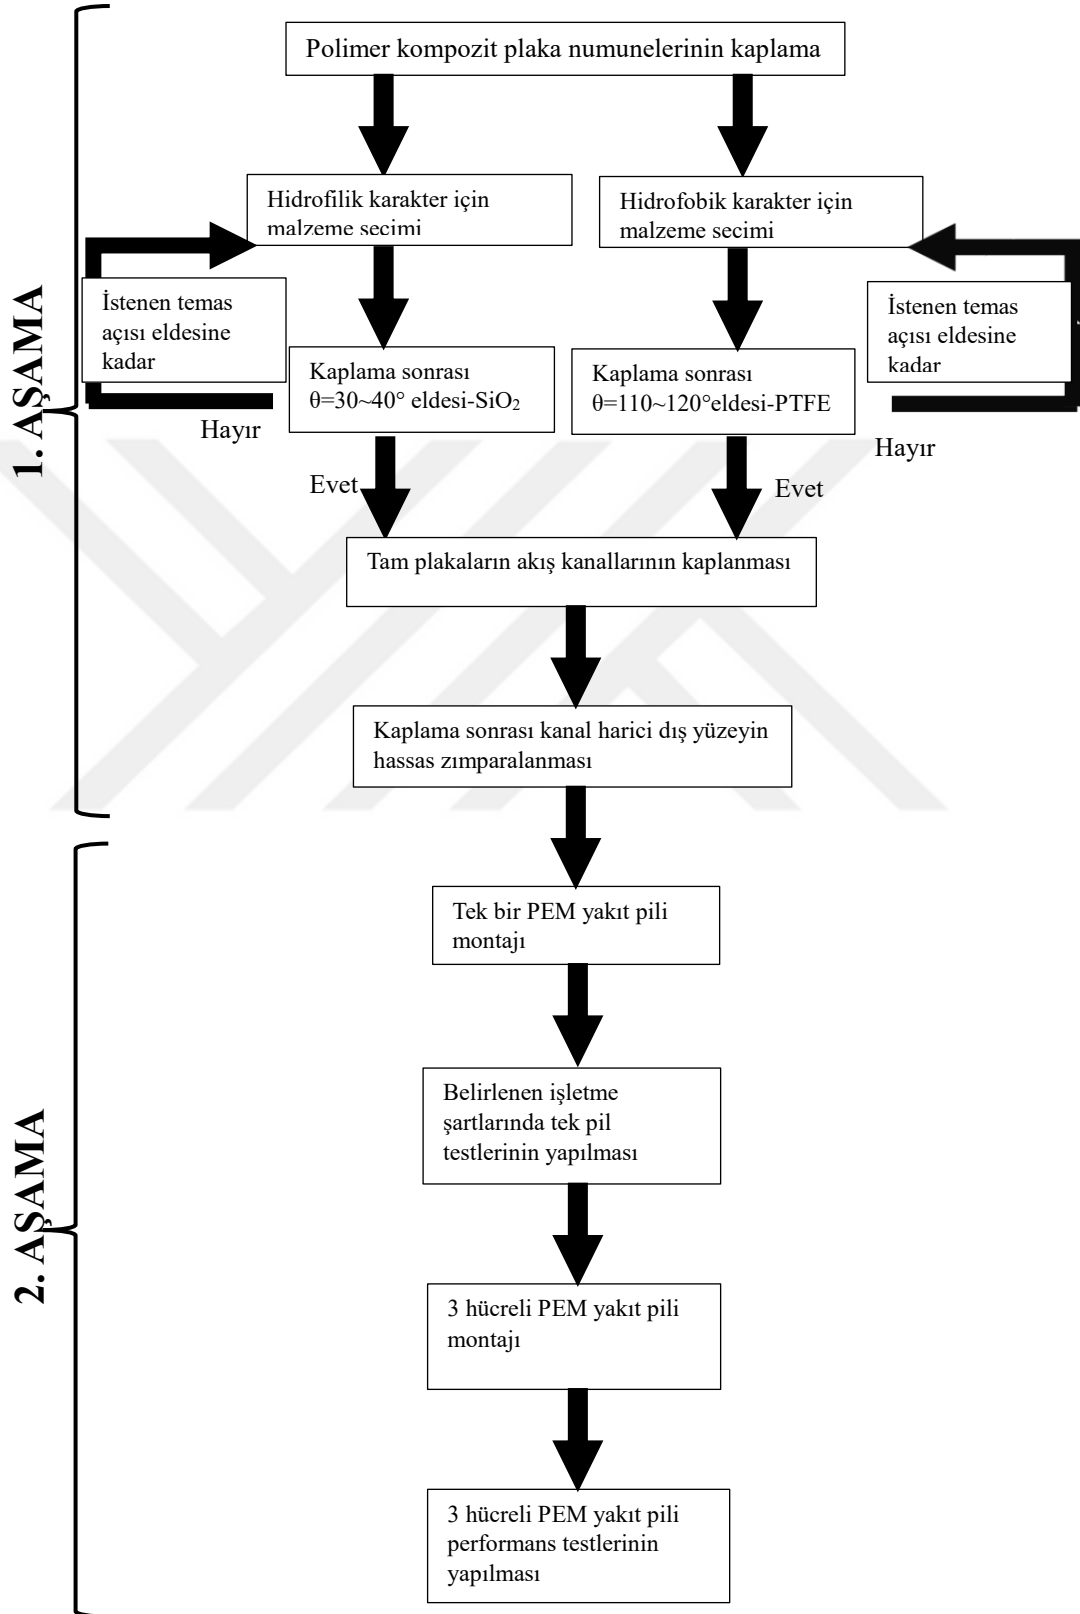 Polimer kompozit plaka numunelerinin kaplama
Hidrofilik karakter için
malzeme secimi
Hidrofobik karakter için
malzeme secimi
İstenen temas
açısı eldesine
kadar
İstenen temas
açısı eldesine
kadar
1. AŞAMA
Kaplama sonrası
θ=30~40° eldesi-SiO₂
Kaplama sonrası
θ=110~120°eldesi-PTFE
Hayır
Hayır
Evet
Evet
Tam plakaların akış kanallarının kaplanması
Kaplama sonrası kanal harici dış yüzeyin
hassas zımparalanması
Tek bir PEM yakıt pili
montajı
2. AŞAMA
Belirlenen işletme
şartlarında tek pil
testlerinin yapılması
3 hücreli PEM yakıt pili
montajı
3 hücreli PEM yakıt pili
performans testlerinin
yapılması